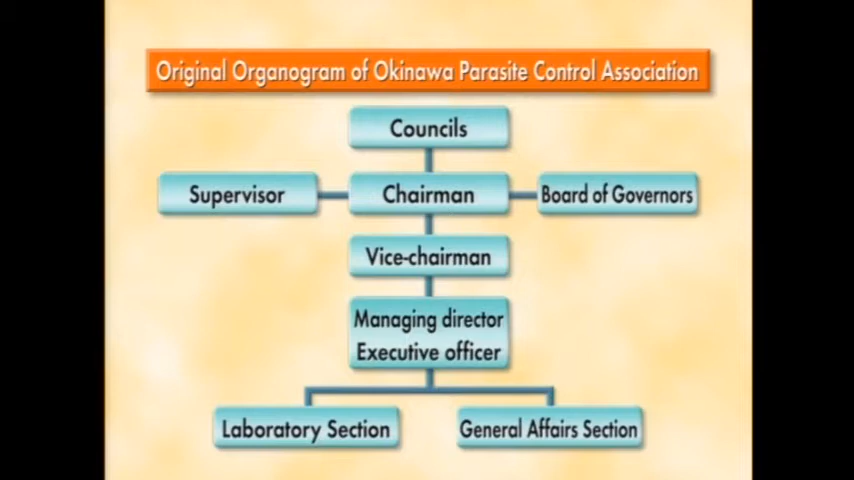 Original Organogram of Okinawa Parasite Control Association
Councils
Supervisor
Chairman
Board of Governors
Vice-chairman
Managing director
Executive officer
Laboratory Section
General Affairs Section